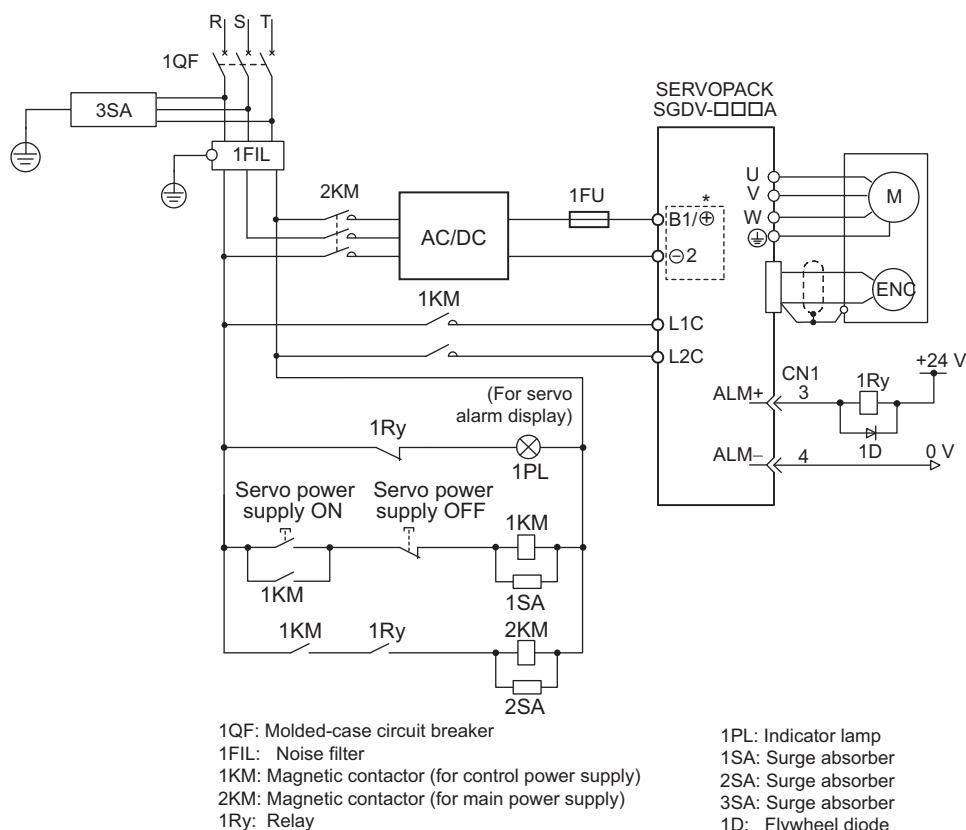 R S T
1QF
3SA
1FIL
SERVOPACK
SGDV-□□□A
2KM
AC/DC
1FU
*
B1/⊕
⊖2
U
V
W
M
ENC
1KM
L1C
L2C
CN1
ALM+ 3
1Ry
+24 V
1D
ALM− 4
0 V
(For servo
alarm display)
1Ry
1PL
Servo power
supply ON
Servo power
supply OFF
1KM
1KM
1SA
1KM
1Ry
2KM
2SA
1QF: Molded-case circuit breaker
1FIL: Noise filter
1KM: Magnetic contactor (for control power supply)
2KM: Magnetic contactor (for main power supply)
1Ry: Relay
1PL: Indicator lamp
1SA: Surge absorber
2SA: Surge absorber
3SA: Surge absorber
1D: Flywheel diode